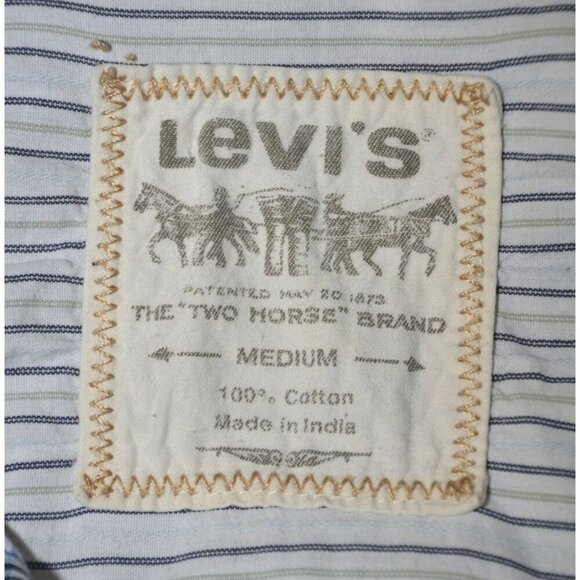 Levi's
PATENTED MAY 20 1873
THE "TWO HORSE" BRAND
MEDIUM
100% Cotton
Made in India